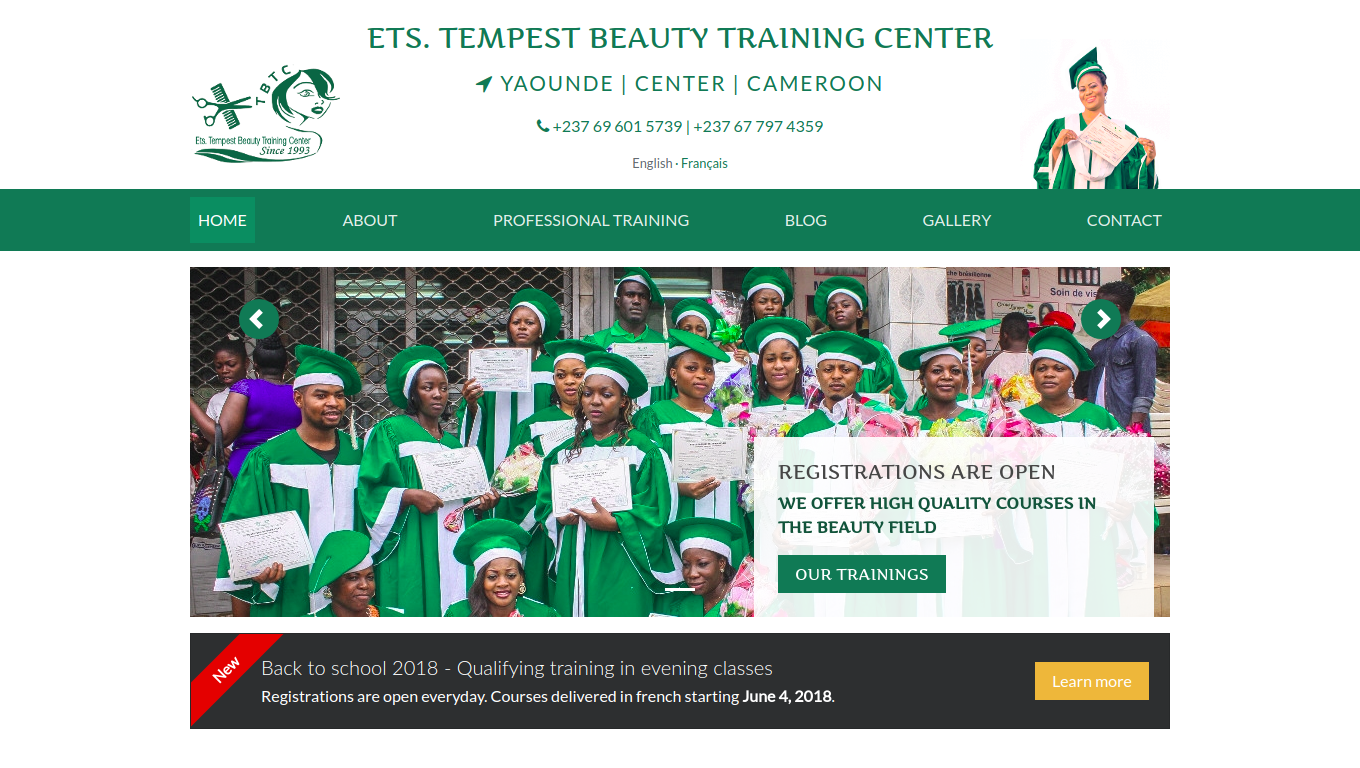 ETS. TEMPEST BEAUTY TRAINING CENTER
YAOUNDE | CENTER | CAMEROON
+237 69 601 5739 | +237 67 797 4359
English · Français
TBTC
Ets. Tempest Beauty Training Center
Since 1993
HOME
ABOUT
PROFESSIONAL TRAINING
BLOG
GALLERY
CONTACT
Soin de vis
REGISTRATIONS ARE OPEN
WE OFFER HIGH QUALITY COURSES IN
THE BEAUTY FIELD
OUR TRAININGS
New
Back to school 2018 - Qualifying training in evening classes
Registrations are open everyday. Courses delivered in french starting June 4, 2018.
Learn more